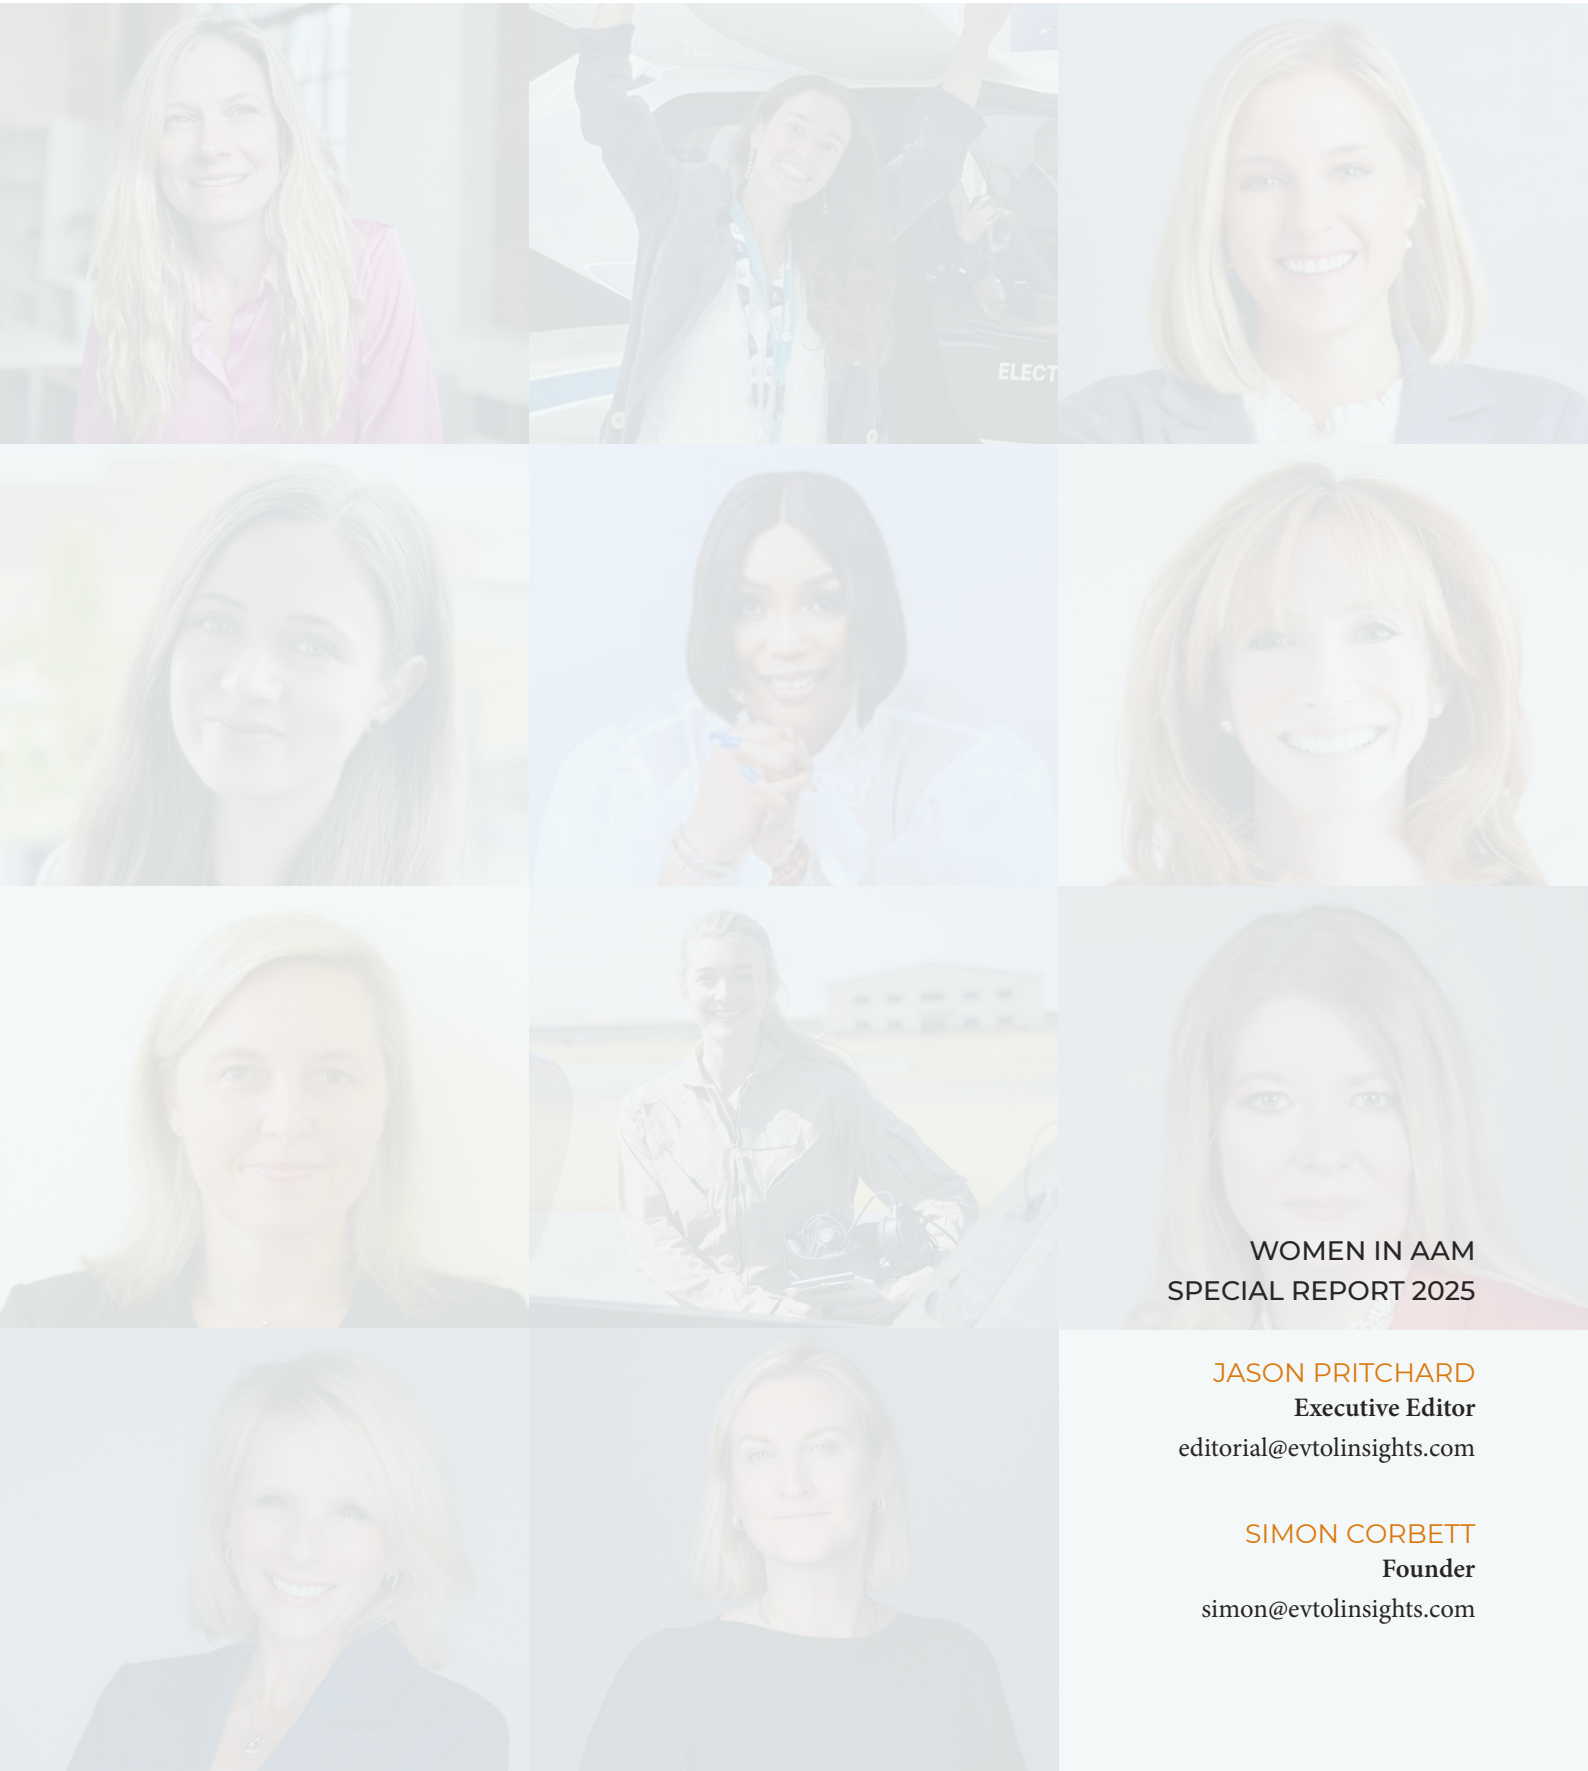 ELECT
WOMEN IN AAM
SPECIAL REPORT 2025
JASON PRITCHARD
Executive Editor
editorial@evtolinsights.com
SIMON CORBETT
Founder
simon@evtolinsights.com